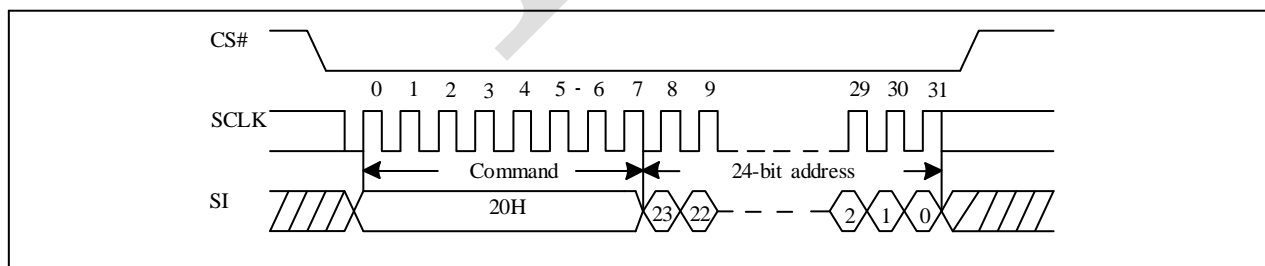 CS#
0 1 2 3 4 5 - 6 7 8 9 29 30 31
SCLK
Command 24-bit address
SI 20H 23 22 2 1 0